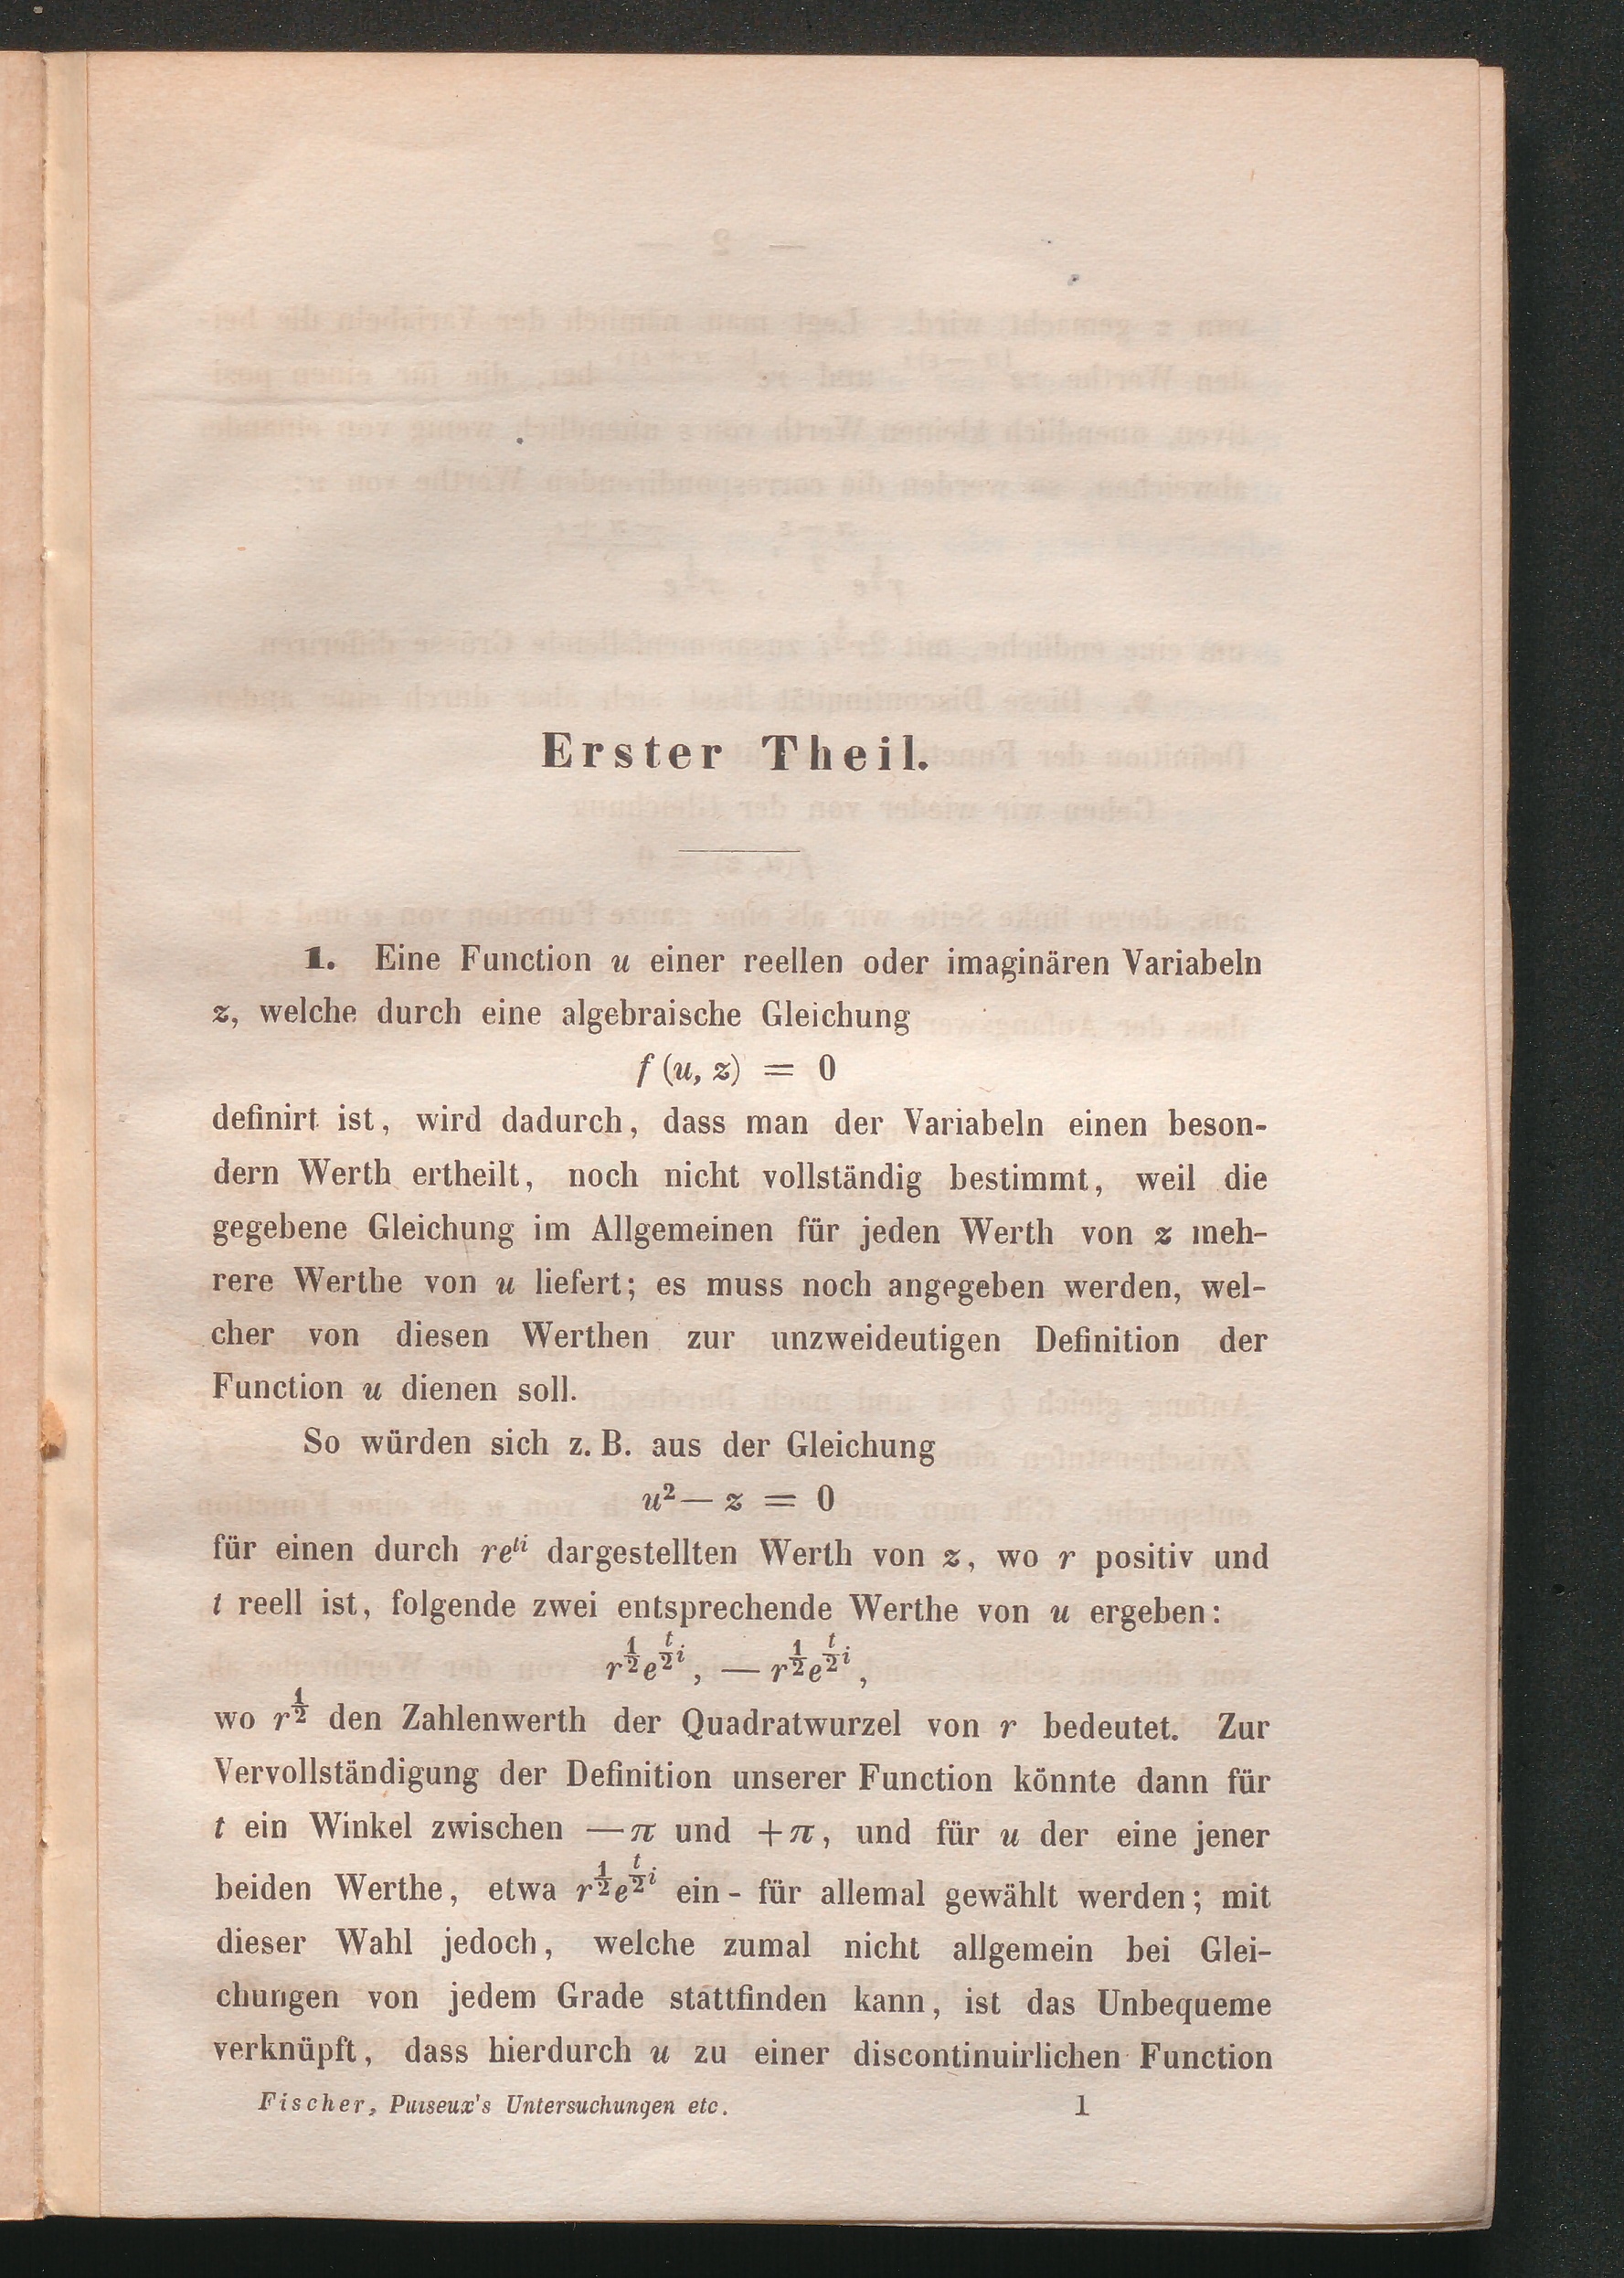 Erster Theil.
1. Eine Function u einer reellen oder imaginären Variabeln
z, welche durch eine algebraische Gleichung
f (u, z) = 0
definirt ist, wird dadurch, dass man der Variabeln einen beson-
dern Werth ertheilt, noch nicht vollständig bestimmt, weil die
gegebene Gleichung im Allgemeinen für jeden Werth von z meh-
rere Werthe von u liefert; es muss noch angegeben werden, wel-
cher von diesen Werthen zur unzweideutigen Definition der
Function u dienen soll.
So würden sich z. B. aus der Gleichung
u² — z = 0
für einen durch re^{ti} dargestellten Werth von z, wo r positiv und
t reell ist, folgende zwei entsprechende Werthe von u ergeben:
r^{\frac{1}{2}}e^{\frac{t}{2}i}, — r^{\frac{1}{2}}e^{\frac{t}{2}i},
wo r^{\frac{1}{2}} den Zahlenwerth der Quadratwurzel von r bedeutet. Zur
Vervollständigung der Definition unserer Function könnte dann für
t ein Winkel zwischen —π und +π, und für u der eine jener
beiden Werthe, etwa r^{\frac{1}{2}}e^{\frac{t}{2}i} ein - für allemal gewählt werden; mit
dieser Wahl jedoch, welche zumal nicht allgemein bei Glei-
chungen von jedem Grade stattfinden kann, ist das Unbequeme
verknüpft, dass hierdurch u zu einer discontinuirlichen Function
Fischer, Puiseux's Untersuchungen etc. 1